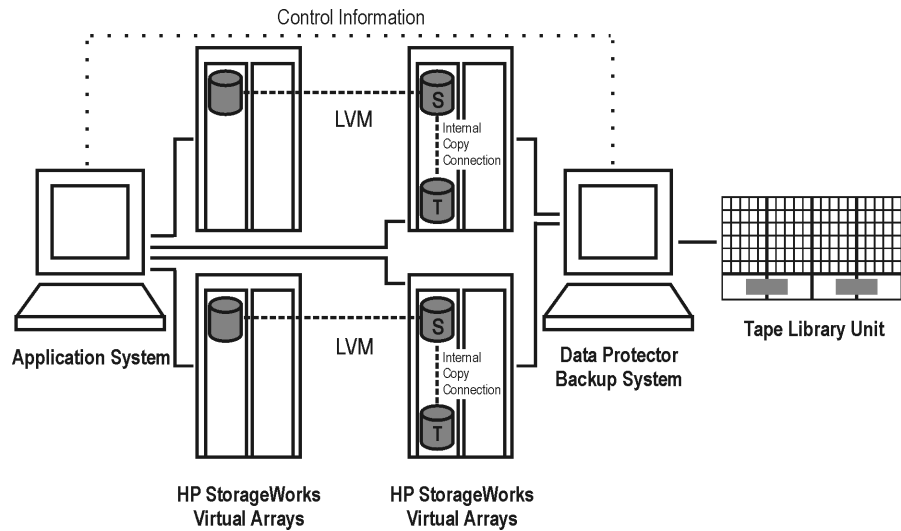 Control Information
S
LVM
Internal
Copy
Connection
T
Application System
S
LVM
Internal
Copy
Connection
T
Data Protector
Backup System
Tape Library Unit
HP StorageWorks
Virtual Arrays
HP StorageWorks
Virtual Arrays